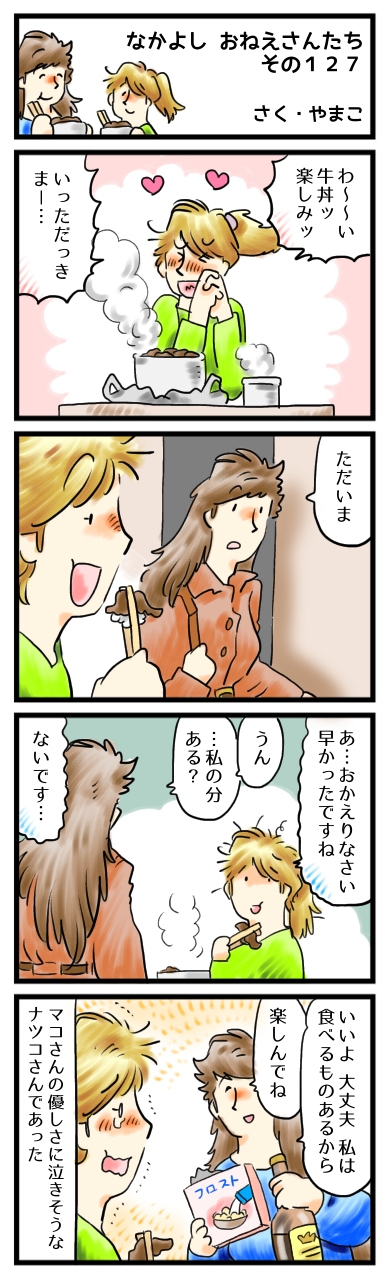 なかよし おねえさんたち
その１２７
さく・やまこ
わ～～い
牛丼ッ
楽しみッ
いっただっき
まー…
ただいま
あ…おかえりなさい
早かったですね
うん
…私の分
ある？
ないです…
いいよ 大丈夫 私は
食べるものあるから
楽しんでね
フロスト
マコさんの優しさに泣きそうな
ナツコさんであった